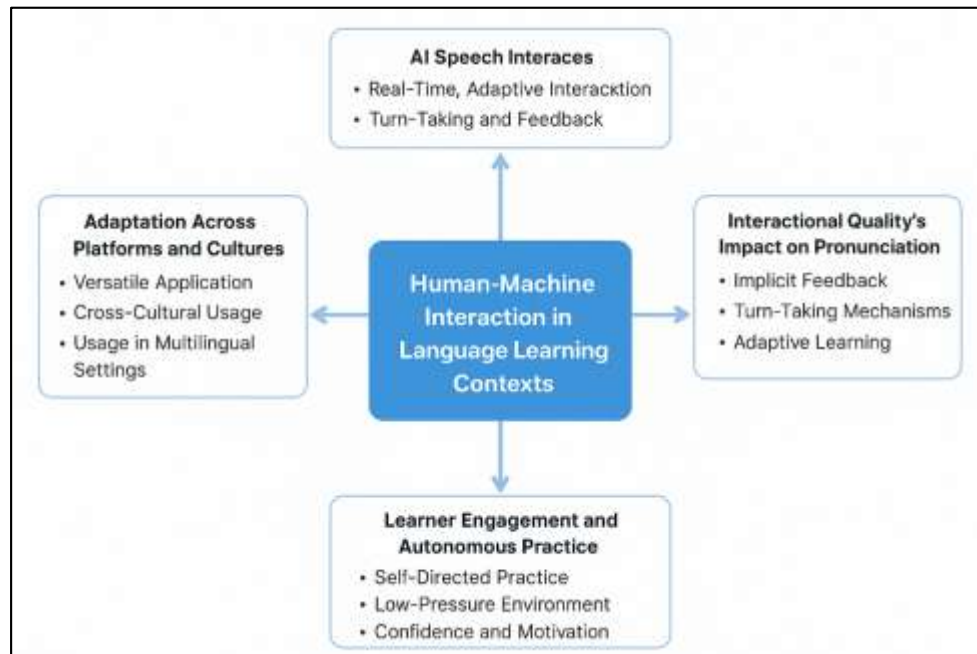 AI Speech Interaces
• Real-Time, Adaptive Interacktion
• Turn-Taking and Feedback
Adaptation Across
Platforms and Cultures
• Versatile Application
• Cross-Cultural Usage
• Usage in Multilingual
Settings
Human-Machine
Interaction in
Language Learning
Contexts
Interactional Quality's
Impact on Pronunciation
• Implicit Feedback
• Turn-Taking Mechanisms
• Adaptive Learning
Learner Engagement and
Autonomous Practice
• Self-Directed Practice
• Low-Pressure Environment
• Confidence and Motivation